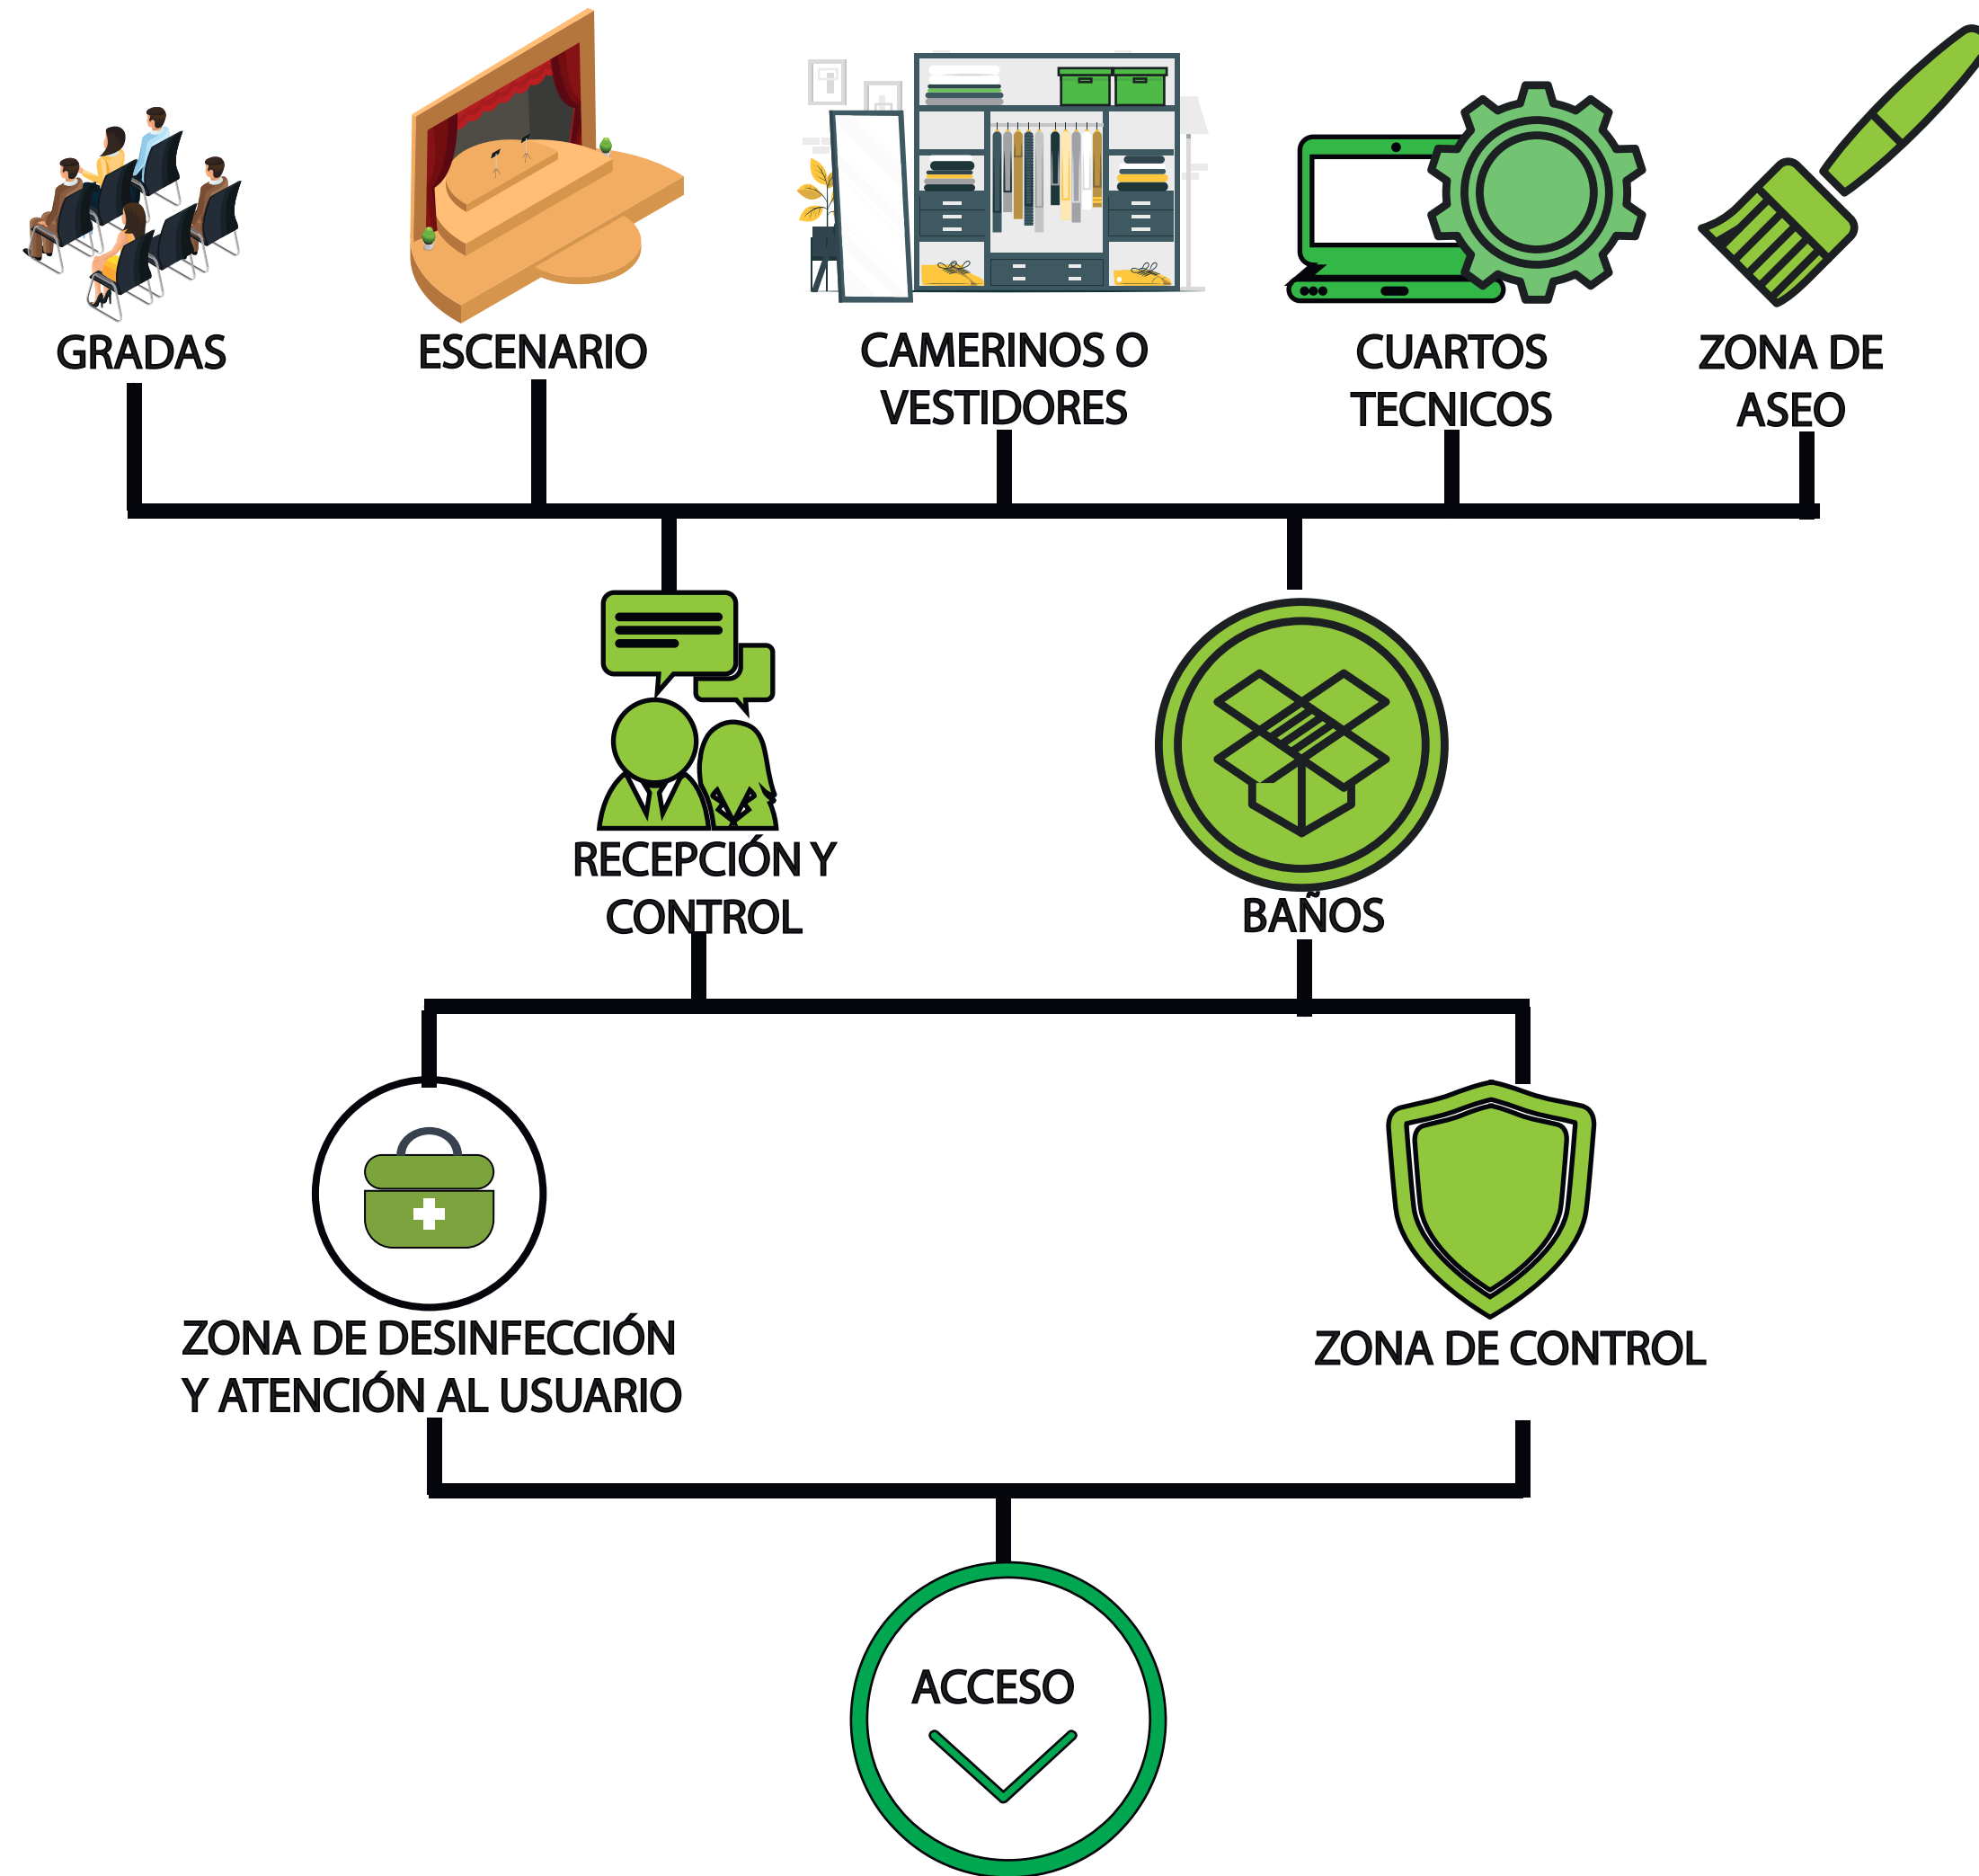 GRADAS
ESCENARIO
CAMERINOS O
VESTIDORES
CUARTOS
TECNICOS
ZONA DE
ASEO
RECEPCIÓN Y
CONTROL
BAÑOS
ZONA DE DESINFECCIÓN
Y ATENCIÓN AL USUARIO
ZONA DE CONTROL
ACCESO